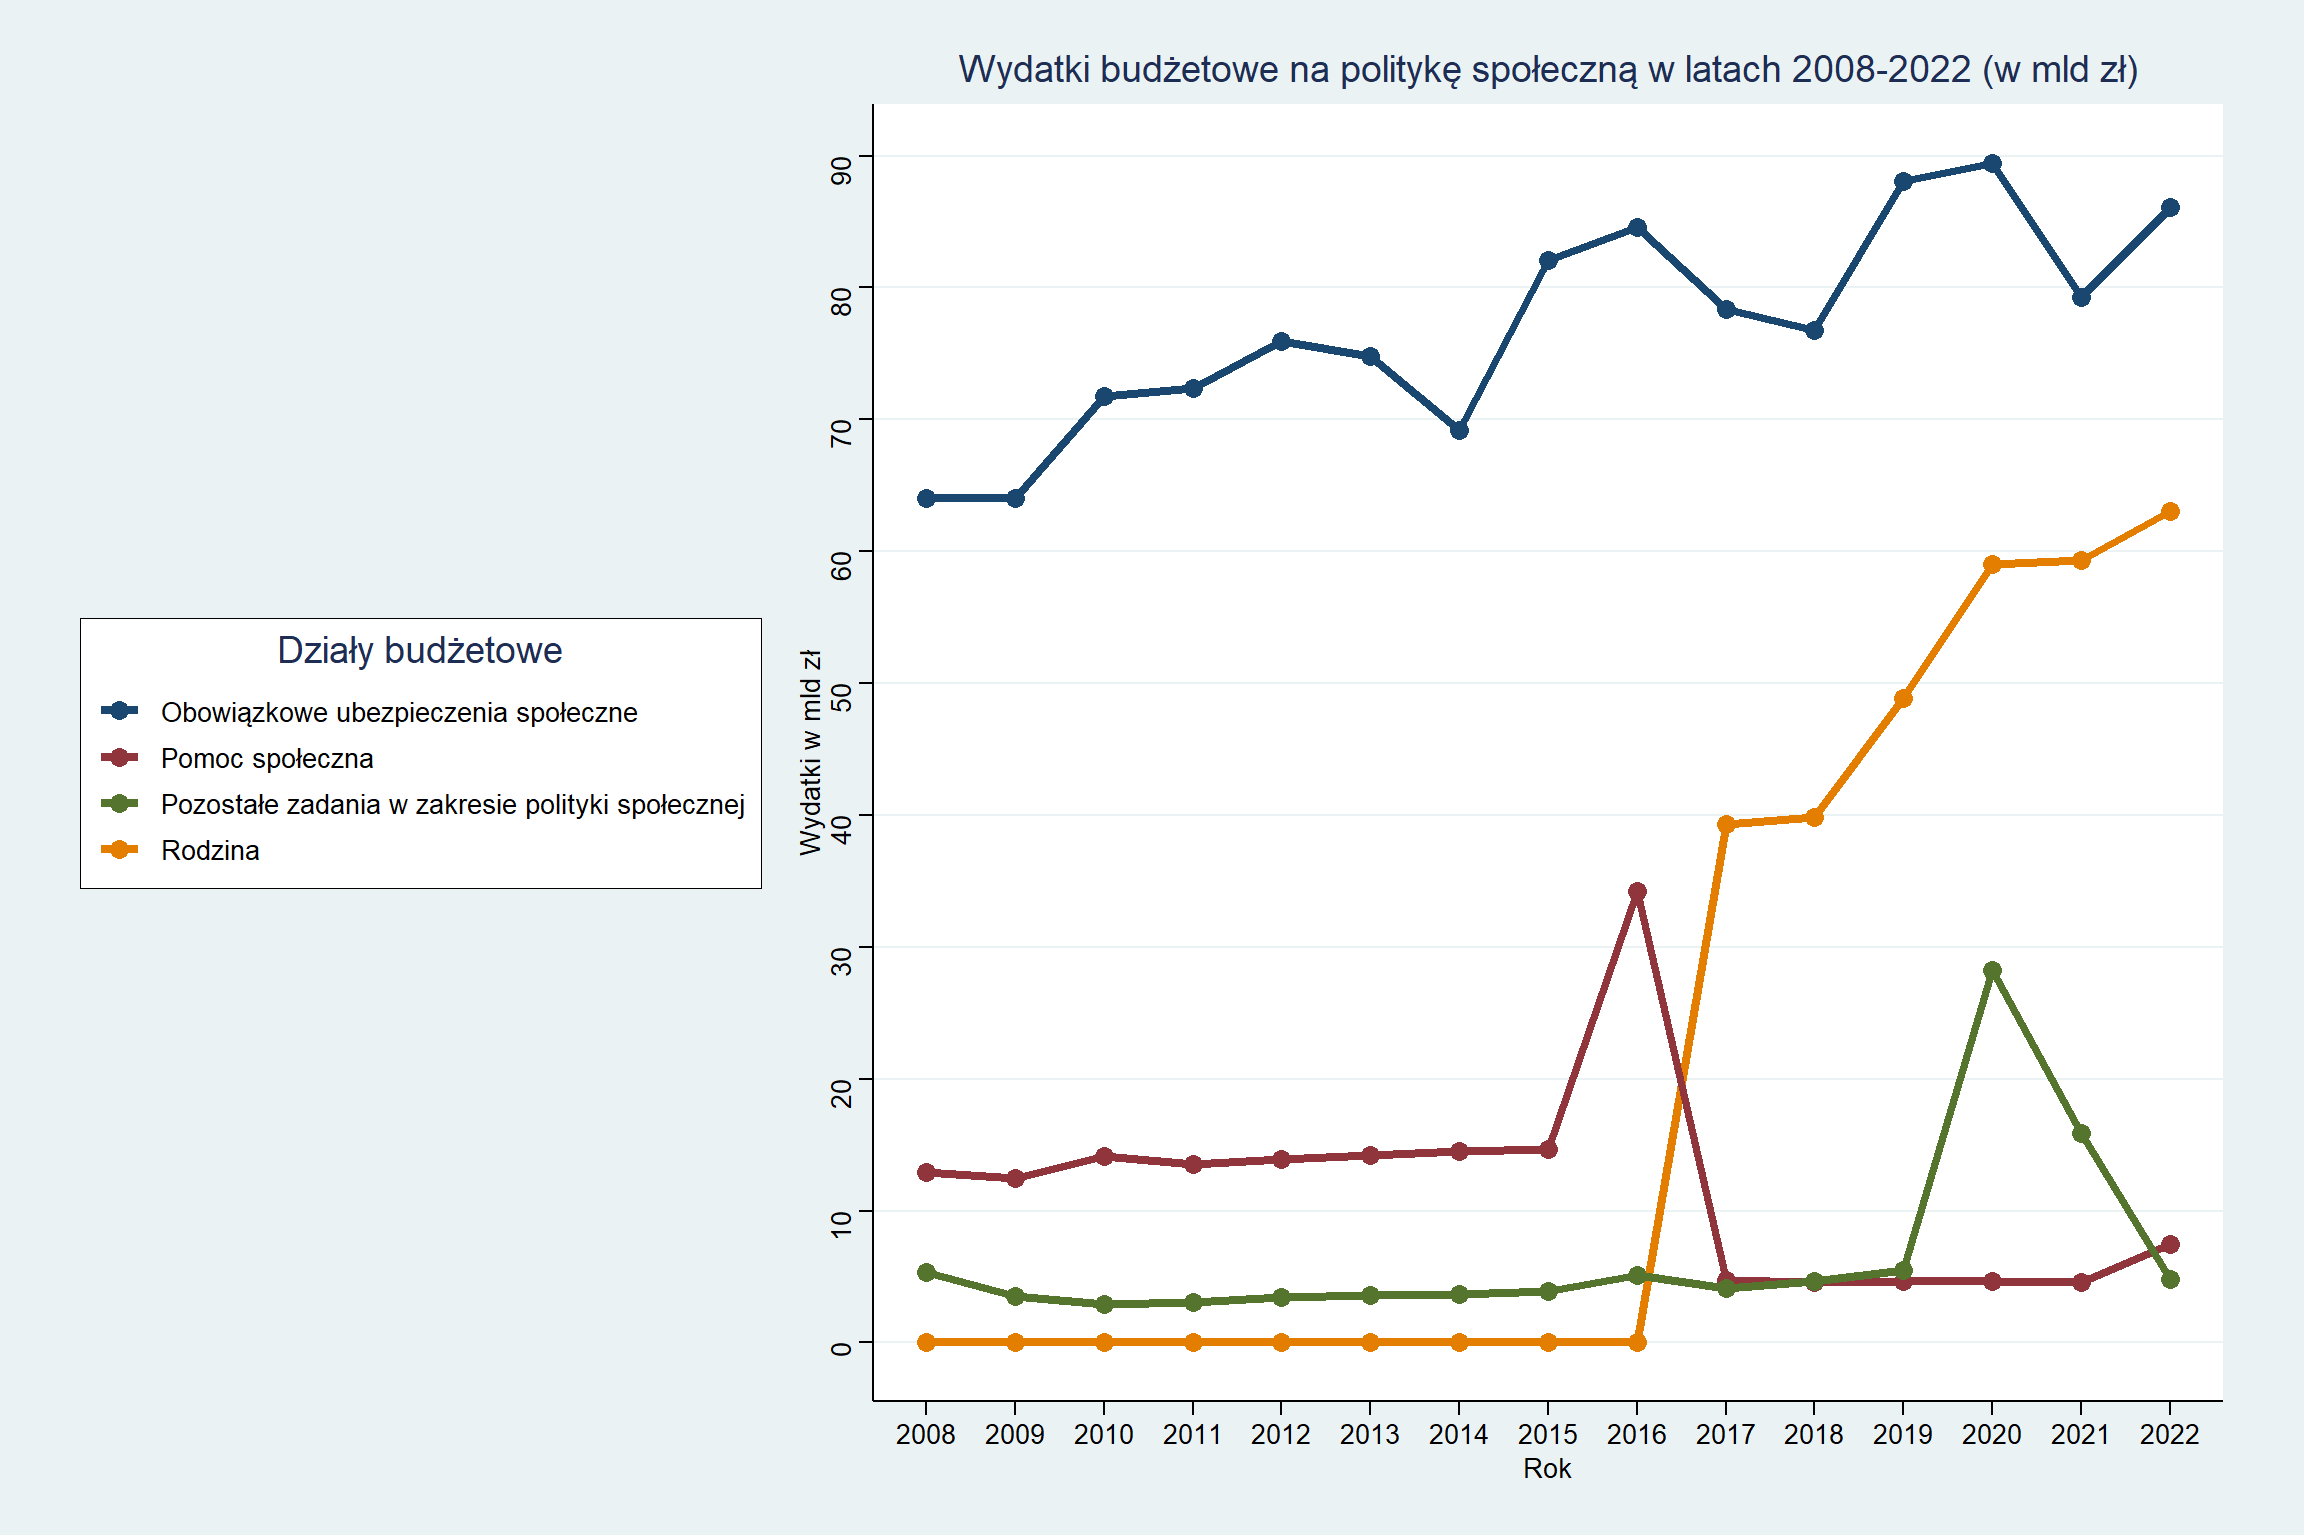 Wydatki budżetowe na politykę społeczną w latach 2008-2022 (w mld zł)
Działy budżetowe
Obowiązkowe ubezpieczenia społeczne
Pomoc społeczna
Pozostałe zadania w zakresie polityki społecznej
Rodzina
Wydatki w mld zł
90
80
70
60
50
40
30
20
10
0
2008 2009 2010 2011 2012 2013 2014 2015 2016 2017 2018 2019 2020 2021 2022
Rok